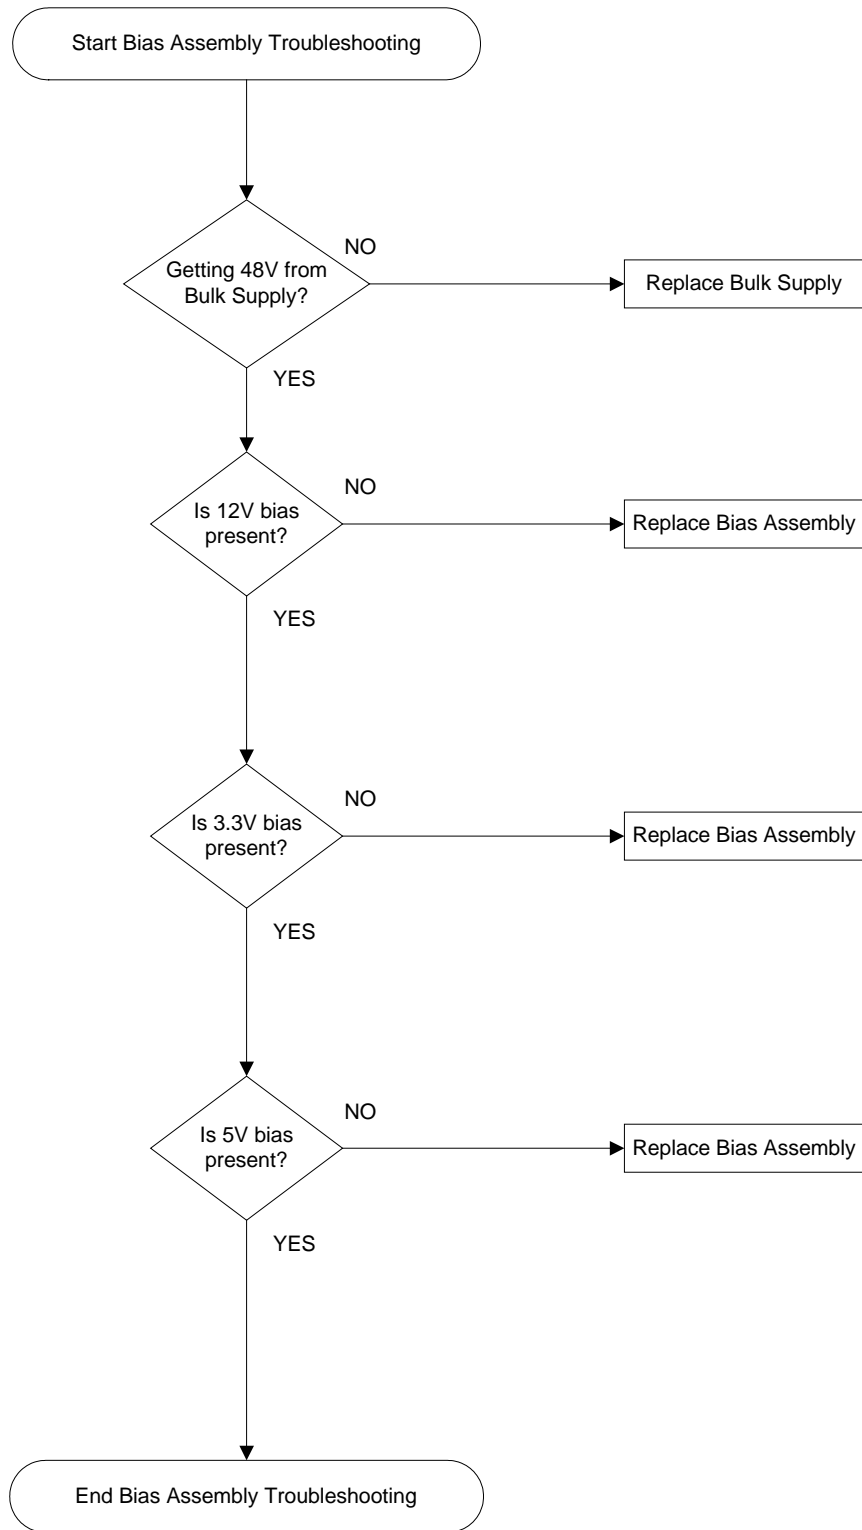 Start Bias Assembly Troubleshooting
NO
Getting 48V from
Bulk Supply?
Replace Bulk Supply
YES
NO
Is 12V bias
present?
Replace Bias Assembly
YES
NO
Is 3.3V bias
present?
Replace Bias Assembly
YES
NO
Is 5V bias
present?
Replace Bias Assembly
YES
End Bias Assembly Troubleshooting